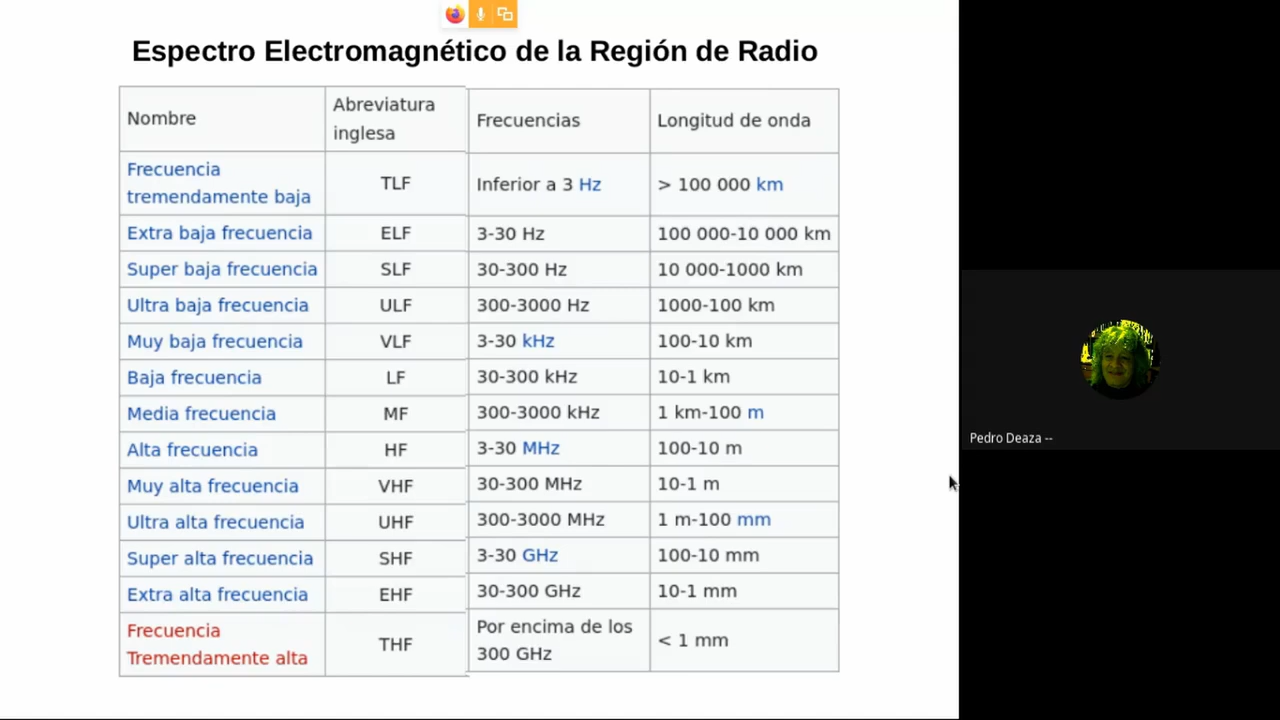 Espectro Electromagnético de la Región de Radio
Nombre
Abreviatura
inglesa
Frecuencias
Longitud de onda
Frecuencia
tremendamente baja
TLF
Inferior a 3 Hz
> 100 000 km
Extra baja frecuencia
ELF
3-30 Hz
100 000-10 000 km
Super baja frecuencia
SLF
30-300 Hz
10 000-1000 km
Ultra baja frecuencia
ULF
300-3000 Hz
1000-100 km
Muy baja frecuencia
VLF
3-30 kHz
100-10 km
Baja frecuencia
LF
30-300 kHz
10-1 km
Media frecuencia
MF
300-3000 kHz
1 km-100 m
Alta frecuencia
HF
3-30 MHz
100-10 m
Muy alta frecuencia
VHF
30-300 MHz
10-1 m
Ultra alta frecuencia
UHF
300-3000 MHz
1 m-100 mm
Super alta frecuencia
SHF
3-30 GHz
100-10 mm
Extra alta frecuencia
EHF
30-300 GHz
10-1 mm
Frecuencia
Tremendamente alta
THF
Por encima de los
300 GHz
< 1 mm
Pedro Deaza --